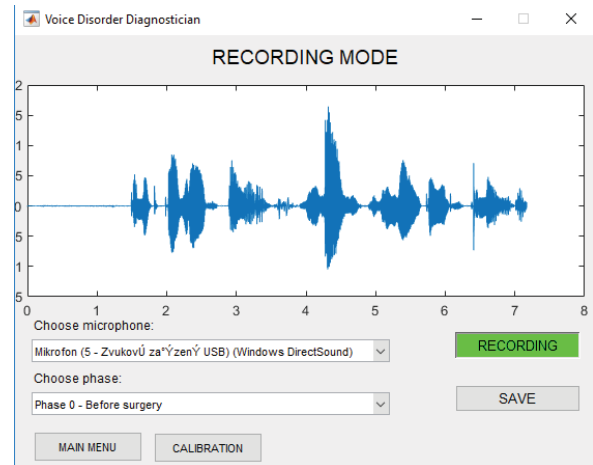 Voice Disorder Diagnostician
RECORDING MODE
2
5
1
5
0
5
1
5
0 1 2 3 4 5 6 7 8
Choose microphone:
Mikrofon (5 - ZvukovÚ za°ÝzenÝ USB) (Windows DirectSound)
RECORDING
Choose phase:
Phase 0 - Before surgery
SAVE
MAIN MENU CALIBRATION